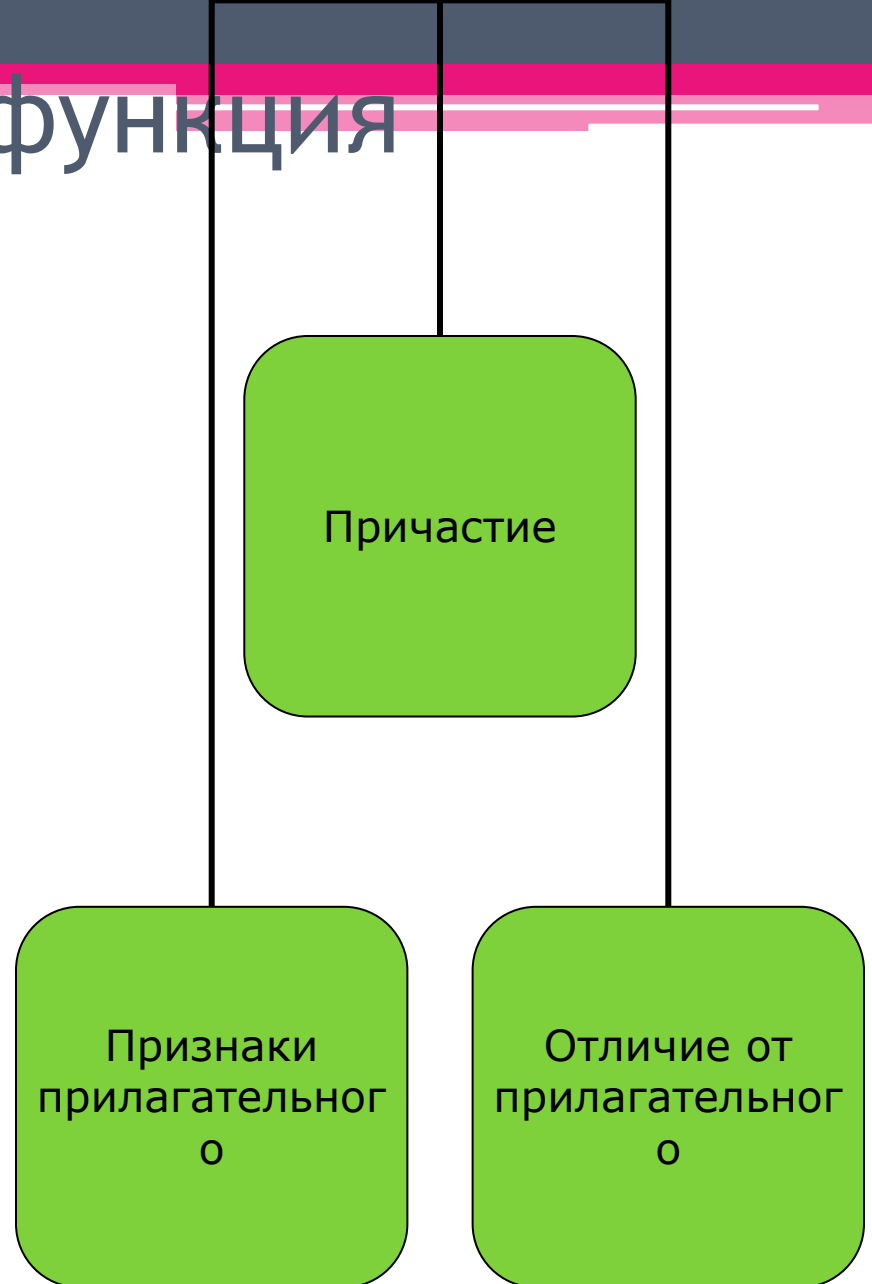 функция
Причастие
Признаки
прилагательног
о
Отличие от
прилагательног
о